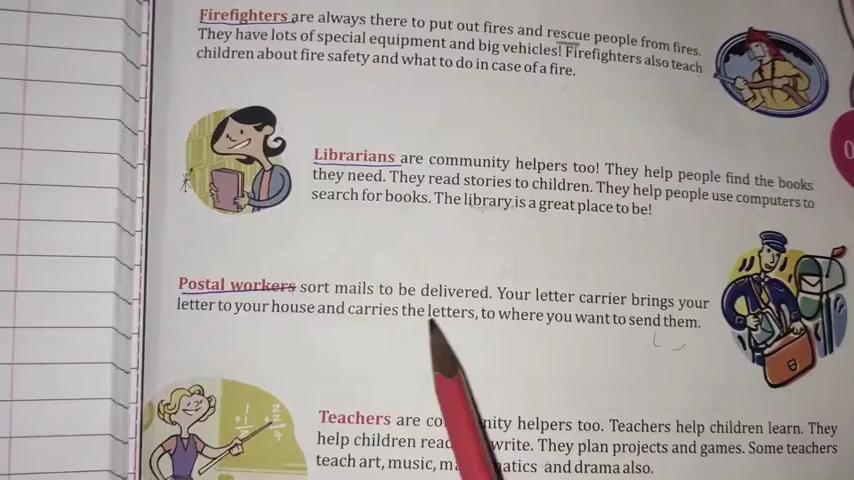 Firefighters are always there to put out fires and rescue people from fires.
They have lots of special equipment and big vehicles! Firefighters also teach
children about fire safety and what to do in case of a fire.
Librarians are community helpers too! They help people find the books
they need. They read stories to children. They help people use computers to
search for books. The library is a great place to be!
Postal workers sort mails to be delivered. Your letter carrier brings your
letter to your house and carries the letters, to where you want to send them.
1 2
+1 +2
4
Teachers are helpers too. Teachers help children learn. They
help children write. They plan projects and games. Some teachers
teach art, music, and drama also.